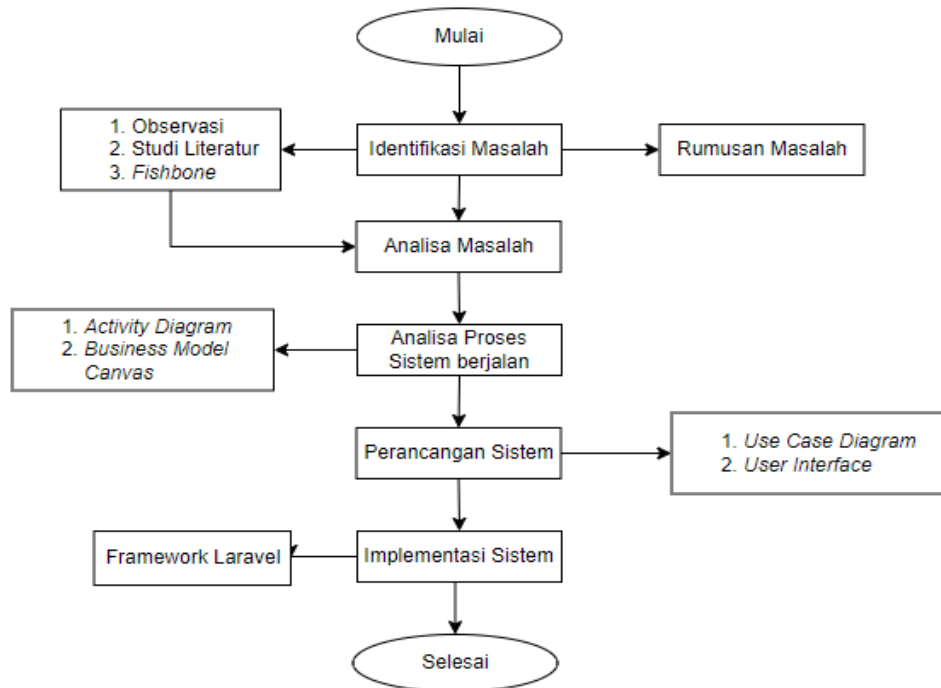 Mulai
1. Observasi
2. Studi Literatur
3. Fishbone
Identifikasi Masalah
Rumusan Masalah
Analisa Masalah
1. Activity Diagram
2. Business Model
Canvas
Analisa Proses
Sistem berjalan
Perancangan Sistem
1. Use Case Diagram
2. User Interface
Framework Laravel
Implementasi Sistem
Selesai